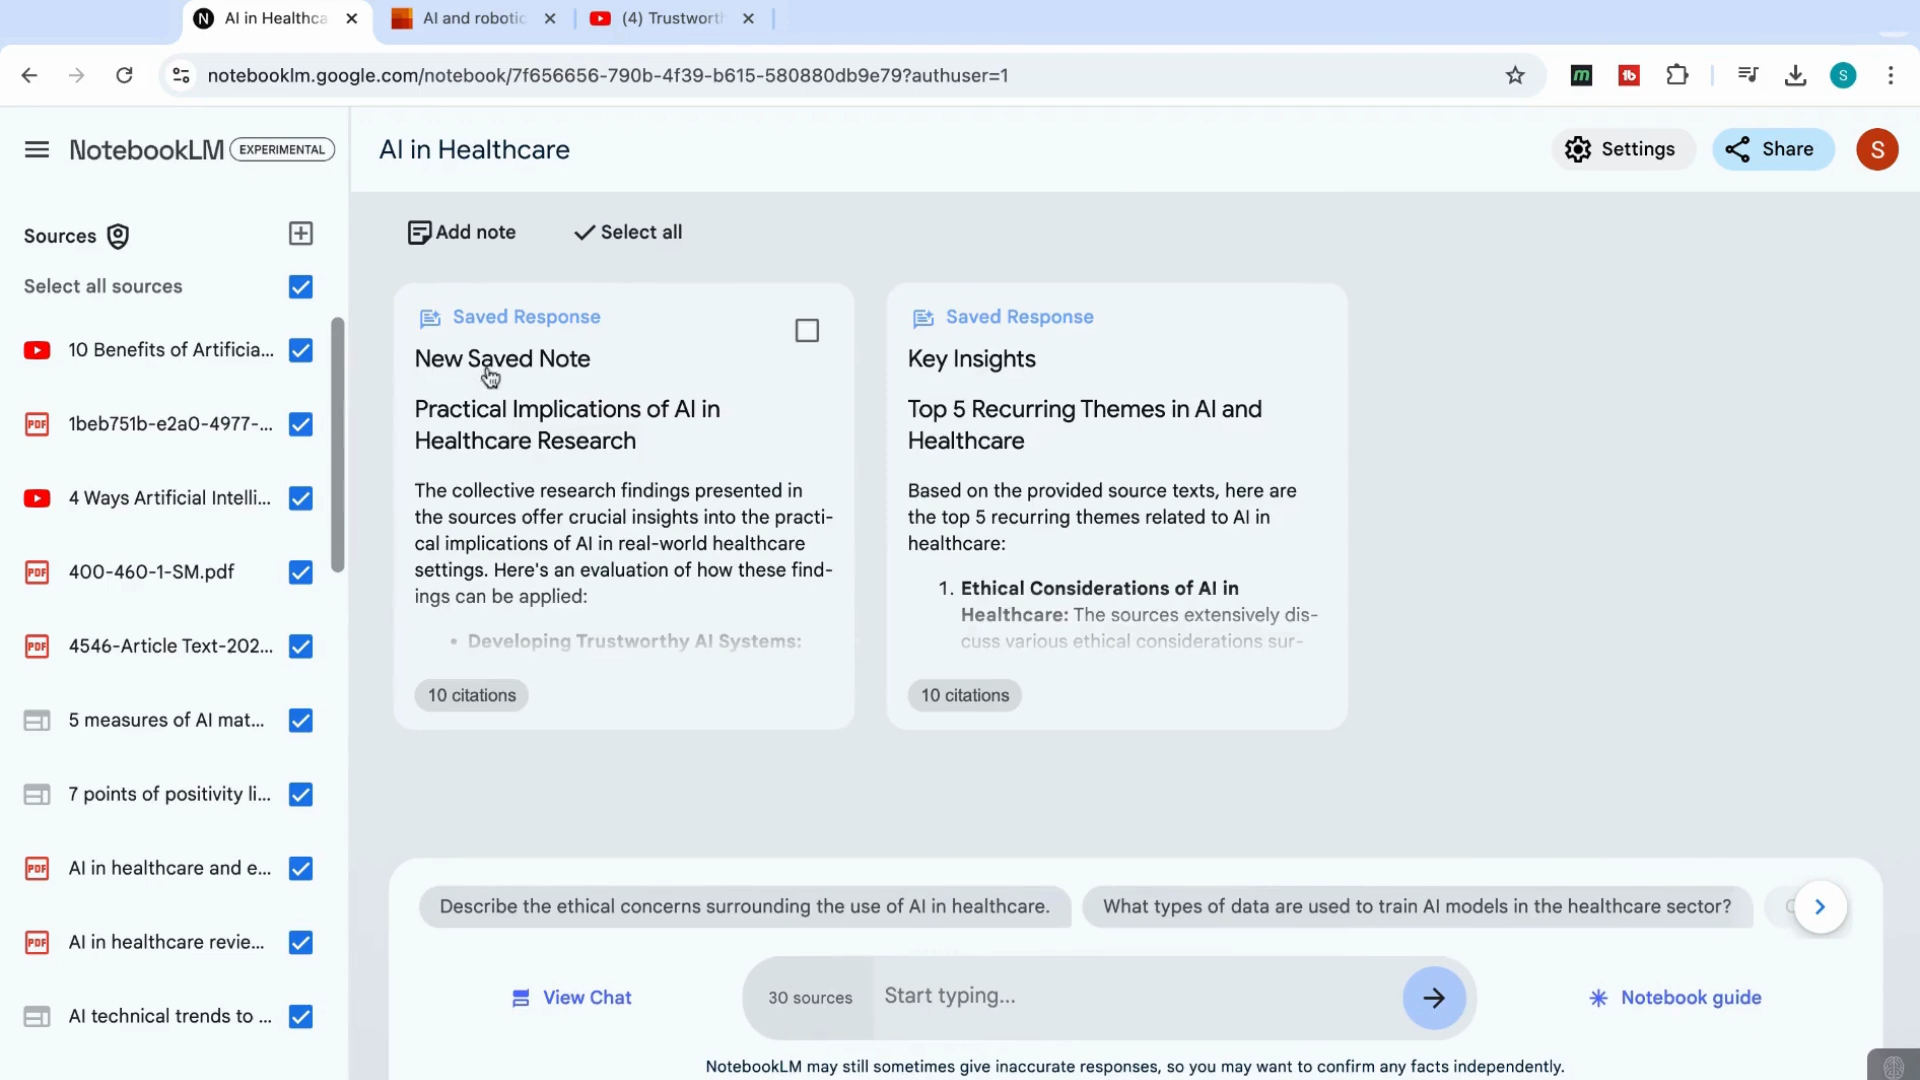 AI in Healthca
AI and robotic
(4) Trustwort
notebooklm.google.com/notebook/7f656656-790b-4f39-b615-580880db9e79?authuser=1
NotebookLM EXPERIMENTAL
AI in Healthcare
Settings
Share
S
Sources
Select all sources
10 Benefits of Artificia...
1beb751b-e2a0-4977-...
4 Ways Artificial Intelli...
400-460-1-SM.pdf
4546-Article Text-202...
5 measures of AI mat...
7 points of positivity li...
AI in healthcare and e...
AI in healthcare revie...
AI technical trends to ...
Add note
Select all
Saved Response
New Saved Note
Practical Implications of AI in
Healthcare Research
The collective research findings presented in
the sources offer crucial insights into the practi-
cal implications of AI in real-world healthcare
settings. Here's an evaluation of how these find-
ings can be applied:
• Developing Trustworthy AI Systems:
10 citations
Saved Response
Key Insights
Top 5 Recurring Themes in AI and
Healthcare
Based on the provided source texts, here are
the top 5 recurring themes related to AI in
healthcare:
1. Ethical Considerations of AI in
Healthcare: The sources extensively dis-
cuss various ethical considerations sur-
10 citations
Describe the ethical concerns surrounding the use of AI in healthcare.
What types of data are used to train AI models in the healthcare sector?
View Chat
30 sources
Start typing...
Notebook guide
NotebookLM may still sometimes give inaccurate responses, so you may want to confirm any facts independently.